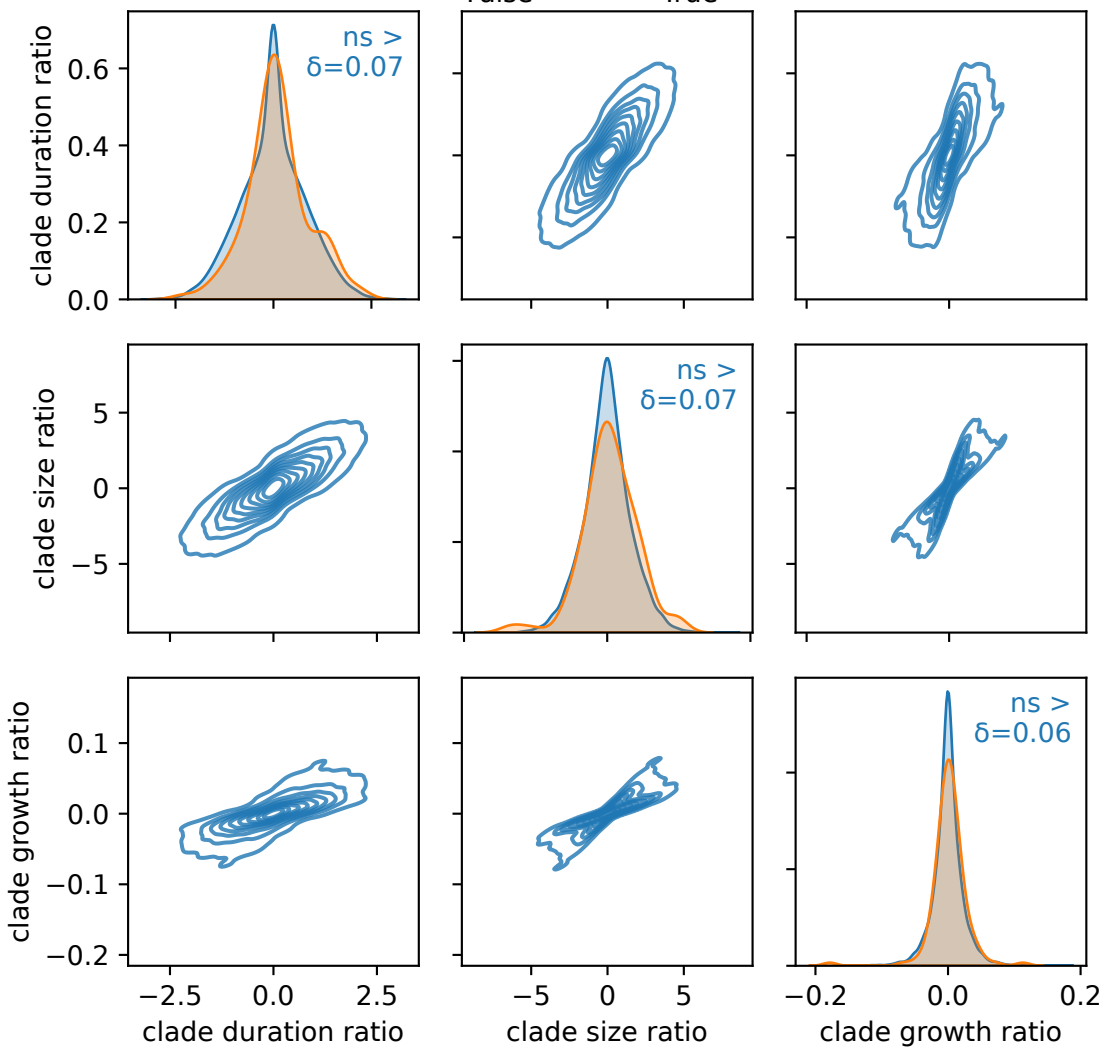 clade duration ratio
0.6
0.4
0.2
0.0
ns >
δ=0.07
clade size ratio
5
0
−5
ns >
δ=0.07
clade growth ratio
0.1
0.0
−0.1
−0.2
ns >
δ=0.06
−2.5 0.0 2.5
−5 0 5
−0.2 0.0 0.2
clade duration ratio
clade size ratio
clade growth ratio